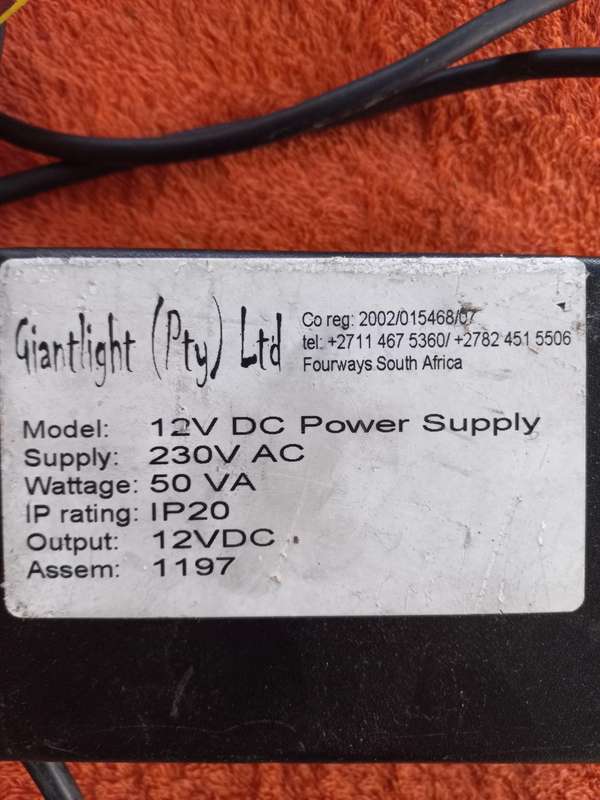 Giantlight (Pty) Ltd
Co reg: 2002/015468/07
tel: +2711 467 5360/ +2782 451 5506
Fourways South Africa
Model: 12V DC Power Supply
Supply: 230V AC
Wattage: 50 VA
IP rating: IP20
Output: 12VDC
Assem: 1197